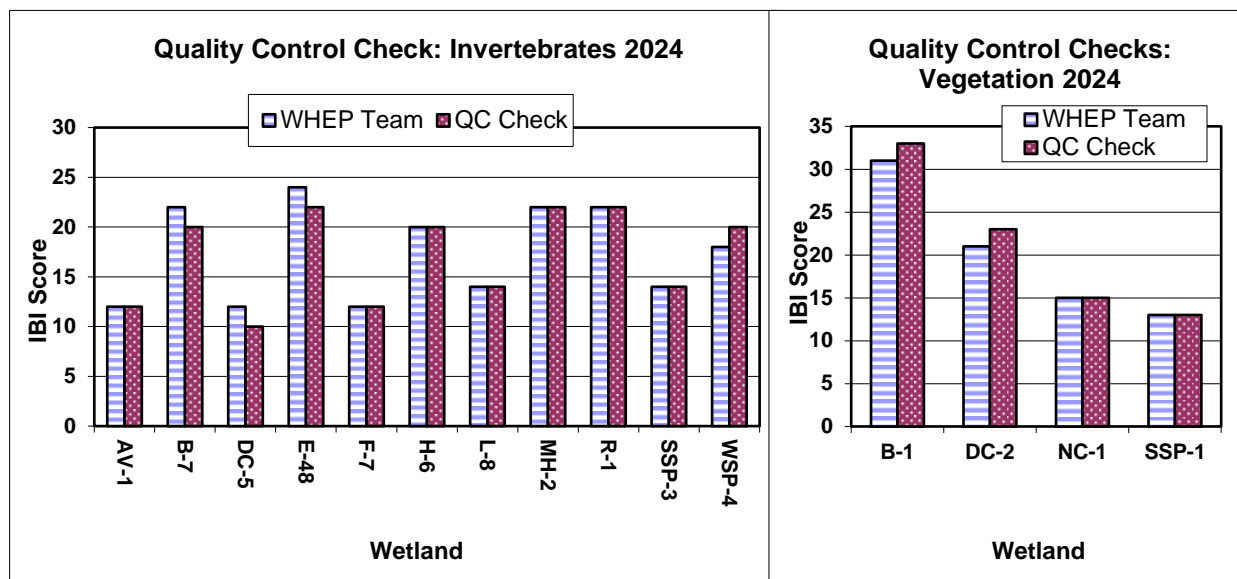 Quality Control Check: Invertebrates 2024
WHEP Team QC Check
30
25
20
15
10
5
0
IBI Score
AV-1 B-7 DC-5 E-48 F-7 H-6 L-8 MH-2 R-1 SSP-3 WSP-4
Wetland
Quality Control Checks:
Vegetation 2024
WHEP Team
QC Check
35
30
25
20
15
10
5
0
IBI Score
B-1 DC-2 NC-1 SSP-1
Wetland